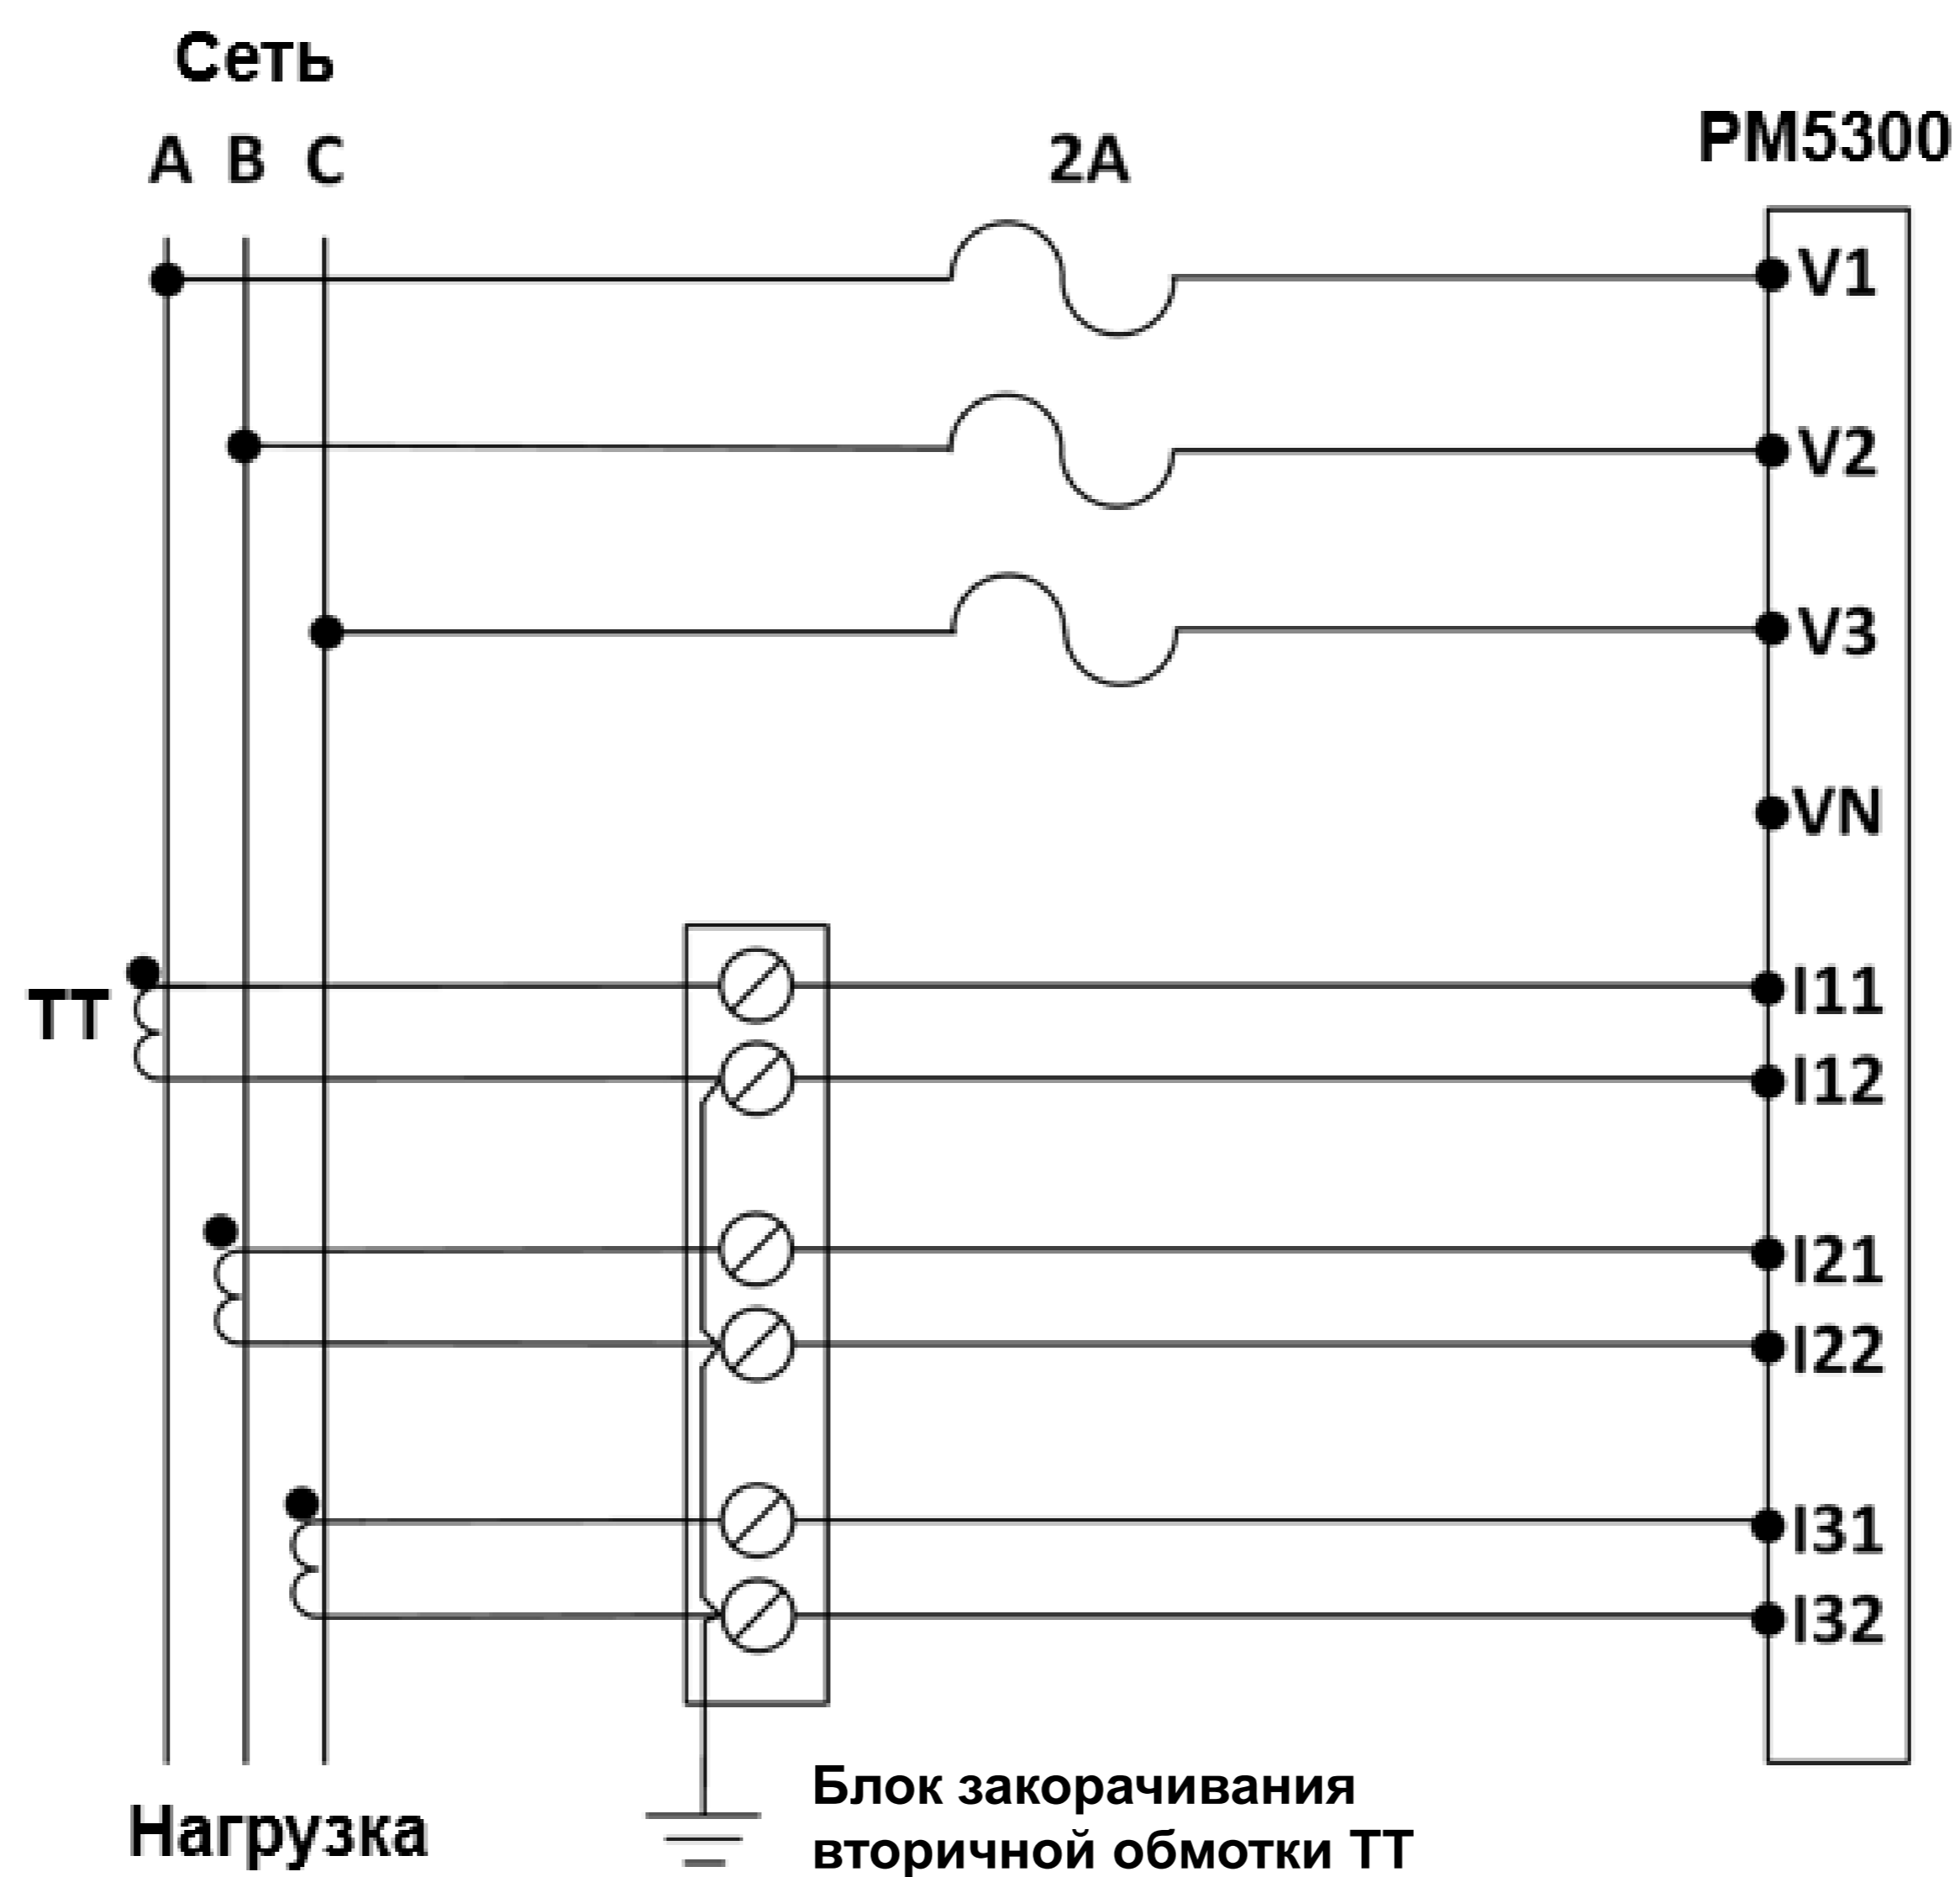 Сеть
A B C
2A
PM5300
V1
V2
V3
VN
ТТ
I11
I12
I21
I22
I31
I32
Нагрузка
Блок закорачивания
вторичной обмотки ТТ